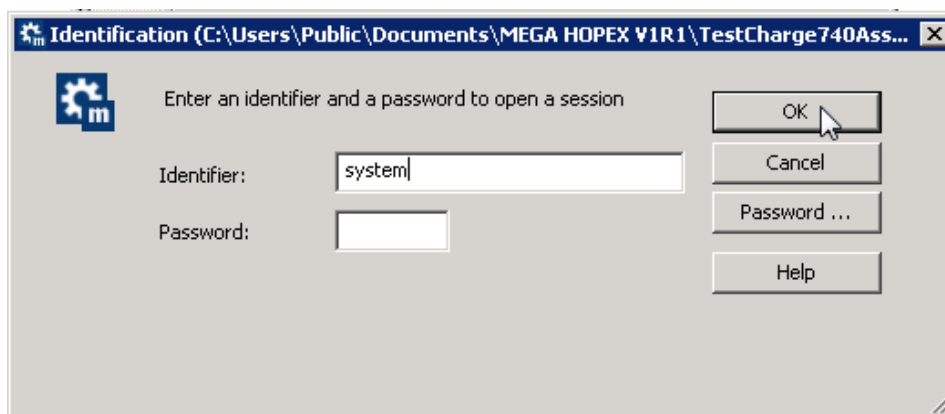 Identification (C:\Users\Public\Documents\MEGA HOPEX V1R1\TestCharge740Ass...
m
Enter an identifier and a password to open a session
OK
Identifier: system
Cancel
Password ...
Password:
Help